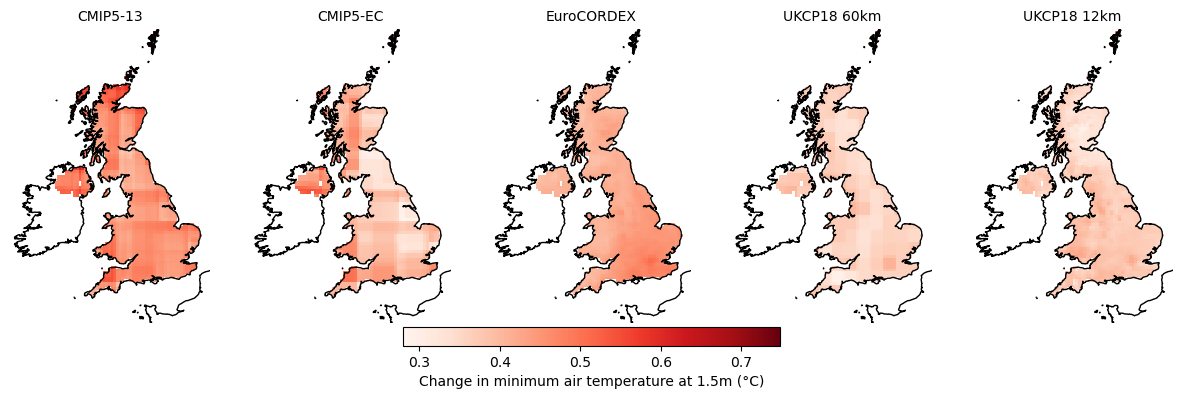 CMIP5-13 CMIP5-EC EuroCORDEX UKCP18 60km UKCP18 12km
0.3 0.4 0.5 0.6 0.7
Change in minimum air temperature at 1.5m (°C)